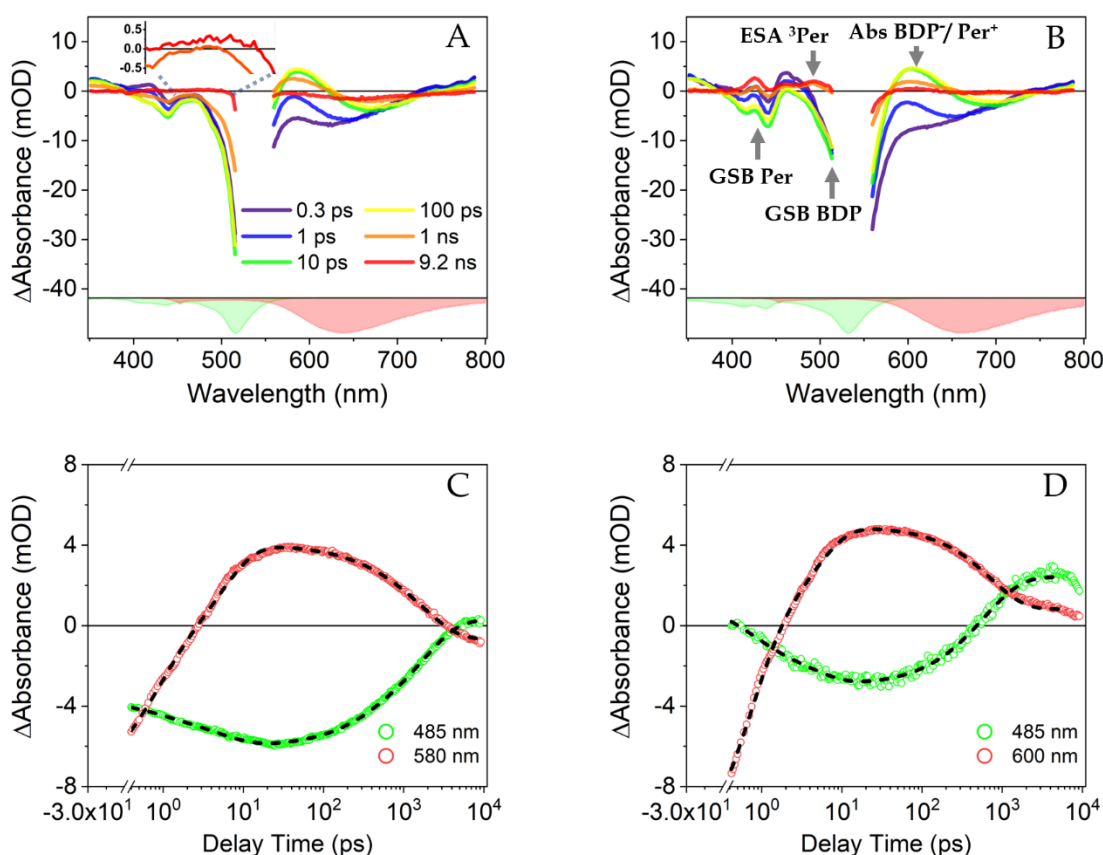 A
0.5
0.0
-0.5
10
0
-10
-20
-30
-40
ΔAbsorbance (mOD)
0.3 ps
100 ps
1 ps
1 ns
10 ps
9.2 ns
400 500 600 700 800
Wavelength (nm)
B
ESA ³Per
Abs BDP⁻/ Per⁺
GSB Per
GSB BDP
10
0
-10
-20
-30
-40
ΔAbsorbance (mOD)
400 500 600 700 800
Wavelength (nm)
C
8
4
0
-4
-8
ΔAbsorbance (mOD)
485 nm
580 nm
-3.0x10¹ 10⁰ 10¹ 10² 10³ 10⁴
Delay Time (ps)
D
8
4
0
-4
-8
ΔAbsorbance (mOD)
485 nm
600 nm
-3.0x10¹ 10⁰ 10¹ 10² 10³ 10⁴
Delay Time (ps)